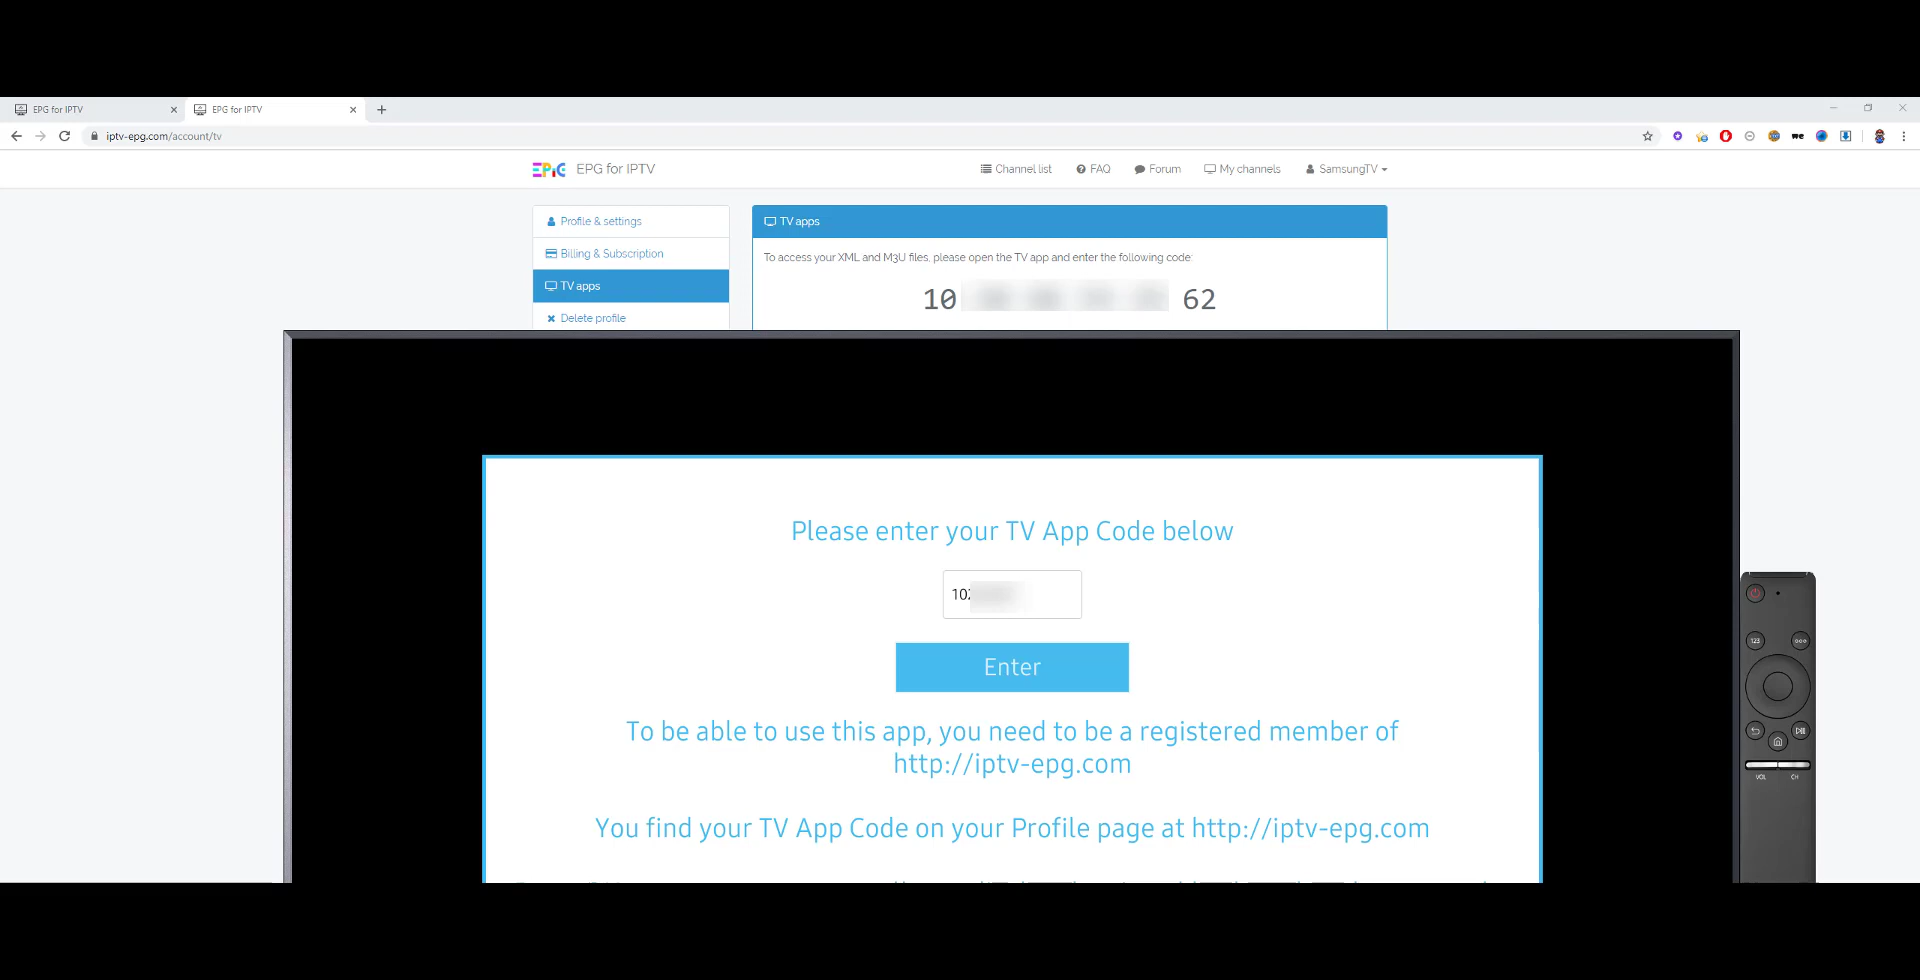 EPG for IPTV
EPG for IPTV
iptv-epg.com/account/tv
EPG for IPTV
Channel list
FAQ
Forum
My channels
SamsungTV
Profile & settings
Billing & Subscription
TV apps
Delete profile
TV apps
To access your XML and M3U files, please open the TV app and enter the following code:
10 62
Please enter your TV App Code below
102
Enter
To be able to use this app, you need to be a registered member of
http://iptv-epg.com
You find your TV App Code on your Profile page at http://iptv-epg.com
123
VOL
CH